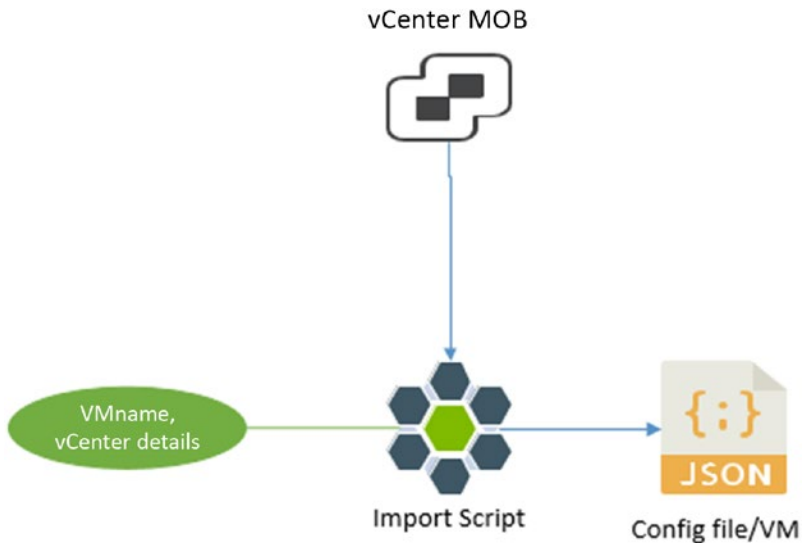 vCenter MOB
VMname,
vCenter details
Import Script
{;}
JSON
Config file/VM